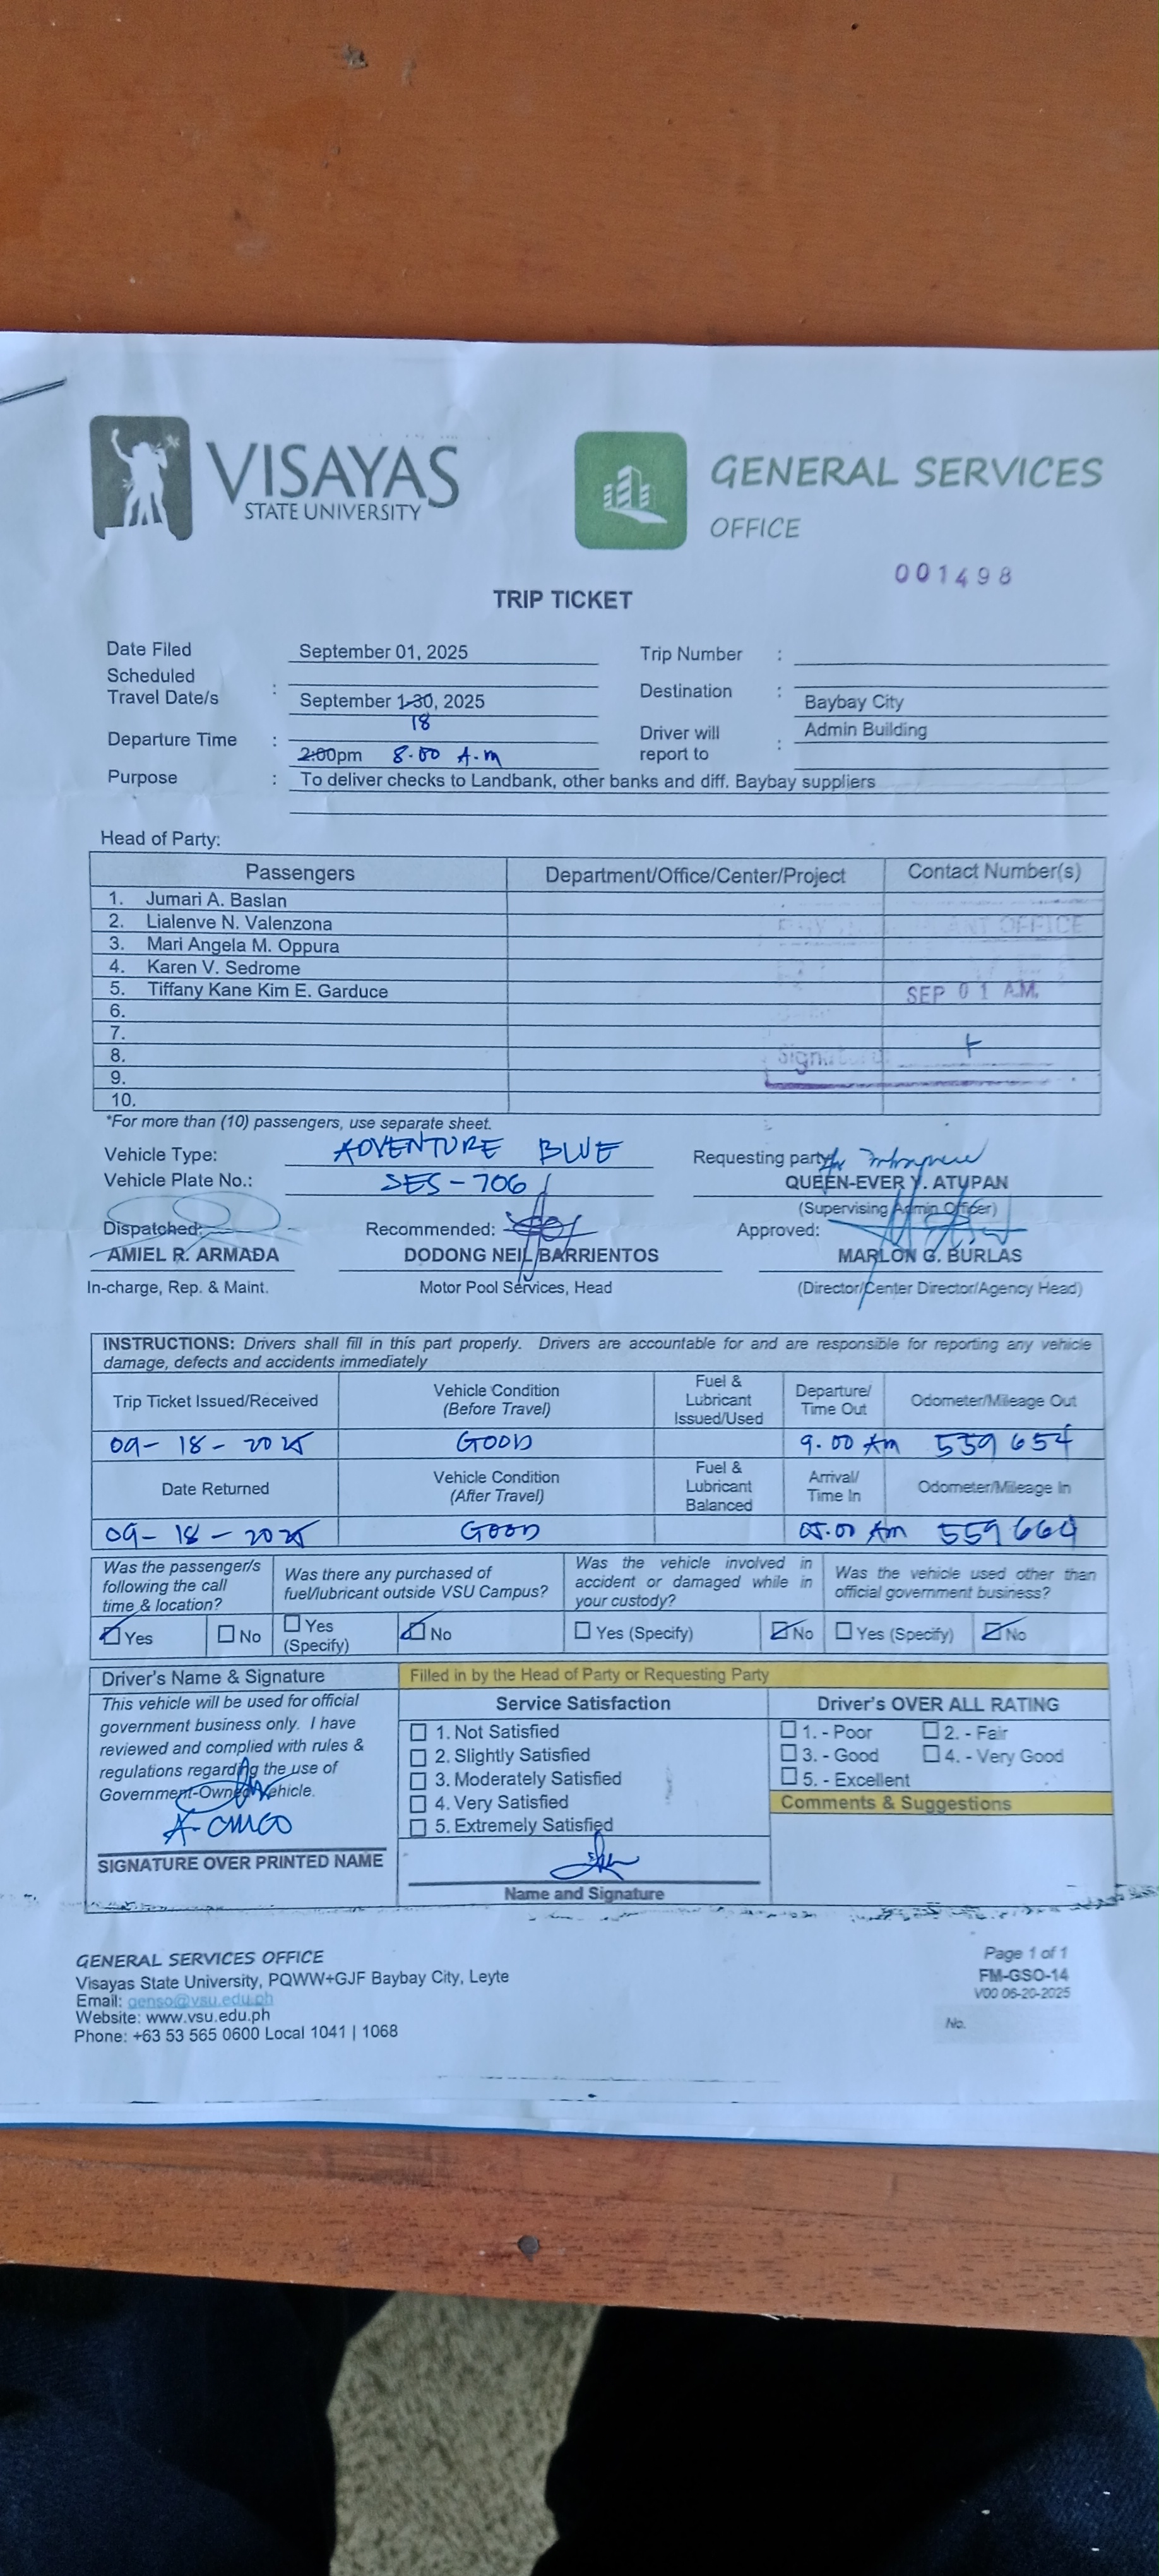 VISAYAS
STATE UNIVERSITY
GENERAL SERVICES
OFFICE
001498
TRIP TICKET
Date Filed September 01, 2025 Trip Number :
Scheduled Travel Date/s : September 1-30, 2025 Destination : Baybay City
18
Departure Time : 2:00pm 8.00 A.m Driver will report to : Admin Building
Purpose : To deliver checks to Landbank, other banks and diff. Baybay suppliers
Head of Party:
Passengers Department/Office/Center/Project Contact Number(s)
1. Jumari A. Baslan
2. Lialenve N. Valenzona
3. Mari Angela M. Oppura
4. Karen V. Sedrome
5. Tiffany Kane Kim E. Garduce
SEP 01 A.M.
6.
7.
8.
9.
10.
*For more than (10) passengers, use separate sheet.
Vehicle Type: ADVENTURE BLUE Requesting party:
Vehicle Plate No.: SES-706 QUEEN-EVER Y. ATUPAN
(Supervising Admin Officer)
Dispatched: Recommended: Approved:
AMIEL R. ARMADA DODONG NEIL BARRIENTOS MARLON G. BURLAS
In-charge, Rep. & Maint. Motor Pool Services, Head (Director/Center Director/Agency Head)
INSTRUCTIONS: Drivers shall fill in this part properly. Drivers are accountable for and are responsible for reporting any vehicle
damage, defects and accidents immediately
Trip Ticket Issued/Received Vehicle Condition (Before Travel) Fuel & Lubricant Issued/Used Departure/ Time Out Odometer/Mileage Out
09-18-2025 GOOD 9.00 Am 559654
Date Returned Vehicle Condition (After Travel) Fuel & Lubricant Balanced Arrival/ Time In Odometer/Mileage In
09-18-2025 GOOD 05.00 Am 559664
Was the passenger/s following the call time & location? Was there any purchased of fuel/lubricant outside VSU Campus? Was the vehicle involved in accident or damaged while in your custody? Was the vehicle used other than official government business?
Yes No Yes (Specify) No Yes (Specify) No Yes (Specify) No
Driver's Name & Signature Filled in by the Head of Party or Requesting Party
This vehicle will be used for official
government business only. I have
reviewed and complied with rules &
regulations regarding the use of
Government-Owned Vehicle.
SIGNATURE OVER PRINTED NAME
Service Satisfaction
1. Not Satisfied
2. Slightly Satisfied
3. Moderately Satisfied
4. Very Satisfied
5. Extremely Satisfied
Name and Signature
Driver's OVER ALL RATING
1. - Poor 2. - Fair
3. - Good 4. - Very Good
5. - Excellent
Comments & Suggestions
GENERAL SERVICES OFFICE
Visayas State University, PQWW+GJF Baybay City, Leyte
Email: genso@vsu.edu.ph
Website: www.vsu.edu.ph
Phone: +63 53 565 0600 Local 1041 | 1068
Page 1 of 1
FM-GSO-14
V00 06-20-2025
No.